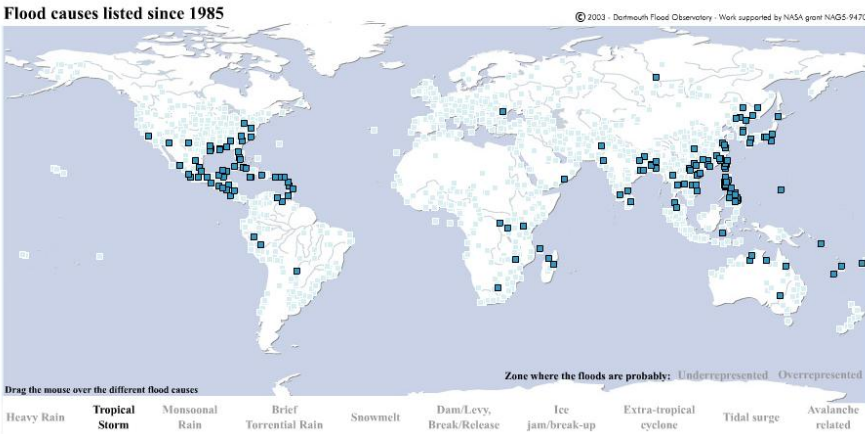 Flood causes listed since 1985
© 2003 - Dartmouth Flood Observatory - Work supported by NASA grant NAG5-9470
Zone where the floods are probably: Underrepresented Overrepresented
Drag the mouse over the different flood causes
Heavy Rain
Tropical
Storm
Monsoonal
Rain
Brief
Torrential Rain
Snowmelt
Dam/Levy,
Break/Release
Ice
jam/break-up
Extra-tropical
cyclone
Tidal surge
Avalanche
related